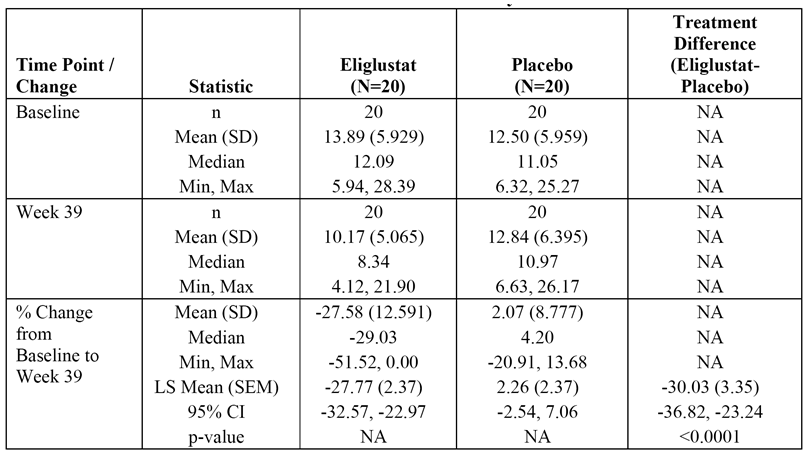 Time Point / Change Statistic Eliglustat (N=20) Placebo (N=20) Treatment Difference (Eliglustat-Placebo)
Baseline n 20 20 NA
Mean (SD) 13.89 (5.929) 12.50 (5.959) NA
Median 12.09 11.05 NA
Min, Max 5.94, 28.39 6.32, 25.27 NA
Week 39 n 20 20 NA
Mean (SD) 10.17 (5.065) 12.84 (6.395) NA
Median 8.34 10.97 NA
Min, Max 4.12, 21.90 6.63, 26.17 NA
% Change from Baseline to Week 39 Mean (SD) -27.58 (12.591) 2.07 (8.777) NA
Median -29.03 4.20 NA
Min, Max -51.52, 0.00 -20.91, 13.68 NA
LS Mean (SEM) -27.77 (2.37) 2.26 (2.37) -30.03 (3.35)
95% CI -32.57, -22.97 -2.54, 7.06 -36.82, -23.24
p-value NA NA <0.0001